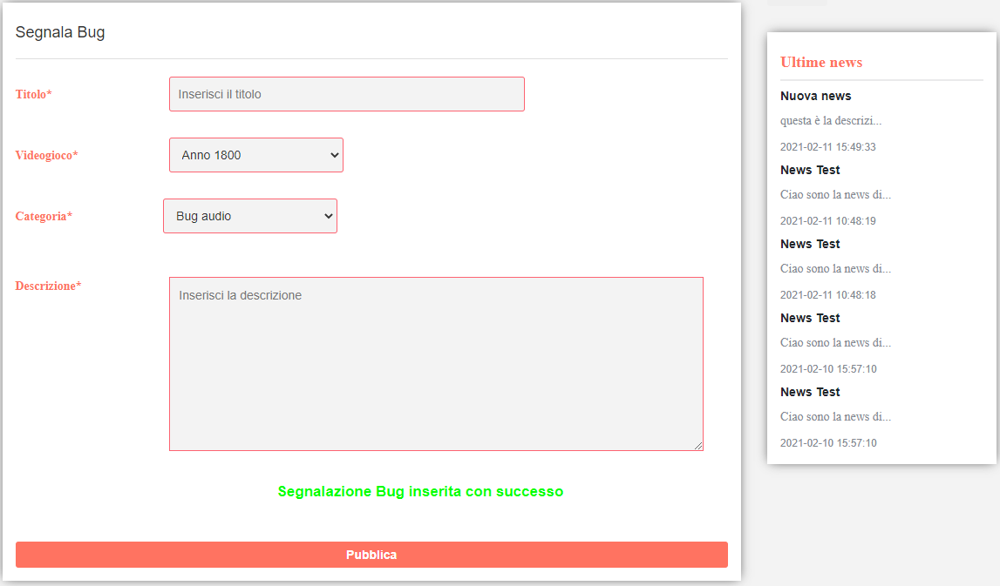 Segnala Bug
Titolo*
Inserisci il titolo
Videogioco*
Anno 1800
Categoria*
Bug audio
Descrizione*
Inserisci la descrizione
Segnalazione Bug inserita con successo
Pubblica
Ultime news
Nuova news
questa è la descrizi...
2021-02-11 15:49:33
News Test
Ciao sono la news di...
2021-02-11 10:48:19
News Test
Ciao sono la news di...
2021-02-11 10:48:18
News Test
Ciao sono la news di...
2021-02-10 15:57:10
News Test
Ciao sono la news di...
2021-02-10 15:57:10